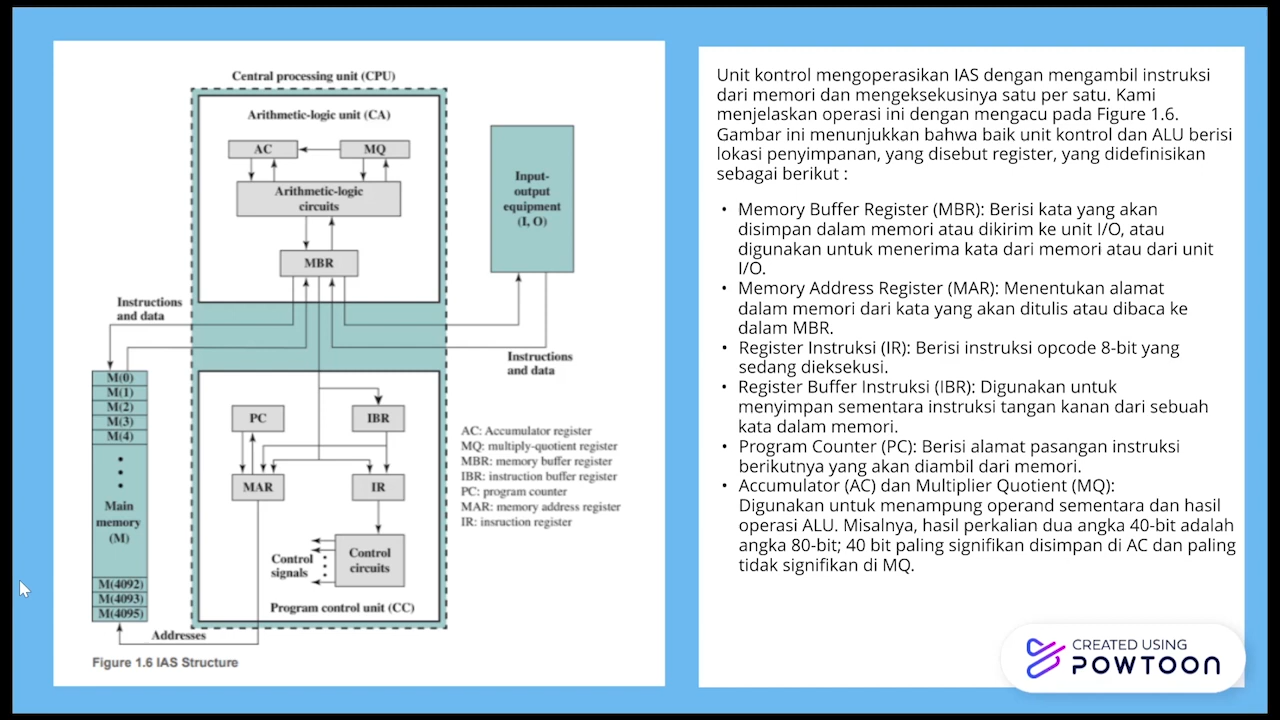 Central processing unit (CPU)
Arithmetic-logic unit (CA)
AC
MQ
Arithmetic-logic
circuits
MBR
Input-
output
equipment
(I, O)
Instructions
and data
Instructions
and data
M(0)
M(1)
M(2)
M(3)
M(4)
Main
memory
(M)
M(4092)
M(4093)
M(4095)
PC
IBR
MAR
IR
Control
signals
Control
circuits
Program control unit (CC)
Addresses
AC: Accumulator register
MQ: multiply-quotient register
MBR: memory buffer register
IBR: instruction buffer register
PC: program counter
MAR: memory address register
IR: insruction register
Figure 1.6 IAS Structure
Unit kontrol mengoperasikan IAS dengan mengambil instruksi
dari memori dan mengeksekusinya satu per satu. Kami
menjelaskan operasi ini dengan mengacu pada Figure 1.6.
Gambar ini menunjukkan bahwa baik unit kontrol dan ALU berisi
lokasi penyimpanan, yang disebut register, yang didefinisikan
sebagai berikut :
• Memory Buffer Register (MBR): Berisi kata yang akan
disimpan dalam memori atau dikirim ke unit I/O, atau
digunakan untuk menerima kata dari memori atau dari unit
I/O.
• Memory Address Register (MAR): Menentukan alamat
dalam memori dari kata yang akan ditulis atau dibaca ke
dalam MBR.
• Register Instruksi (IR): Berisi instruksi opcode 8-bit yang
sedang dieksekusi.
• Register Buffer Instruksi (IBR): Digunakan untuk
menyimpan sementara instruksi tangan kanan dari sebuah
kata dalam memori.
• Program Counter (PC): Berisi alamat pasangan instruksi
berikutnya yang akan diambil dari memori.
• Accumulator (AC) dan Multiplier Quotient (MQ):
Digunakan untuk menampung operand sementara dan hasil
operasi ALU. Misalnya, hasil perkalian dua angka 40-bit adalah
angka 80-bit; 40 bit paling signifikan disimpan di AC dan paling
tidak signifikan di MQ.
CREATED USING
POWTOON